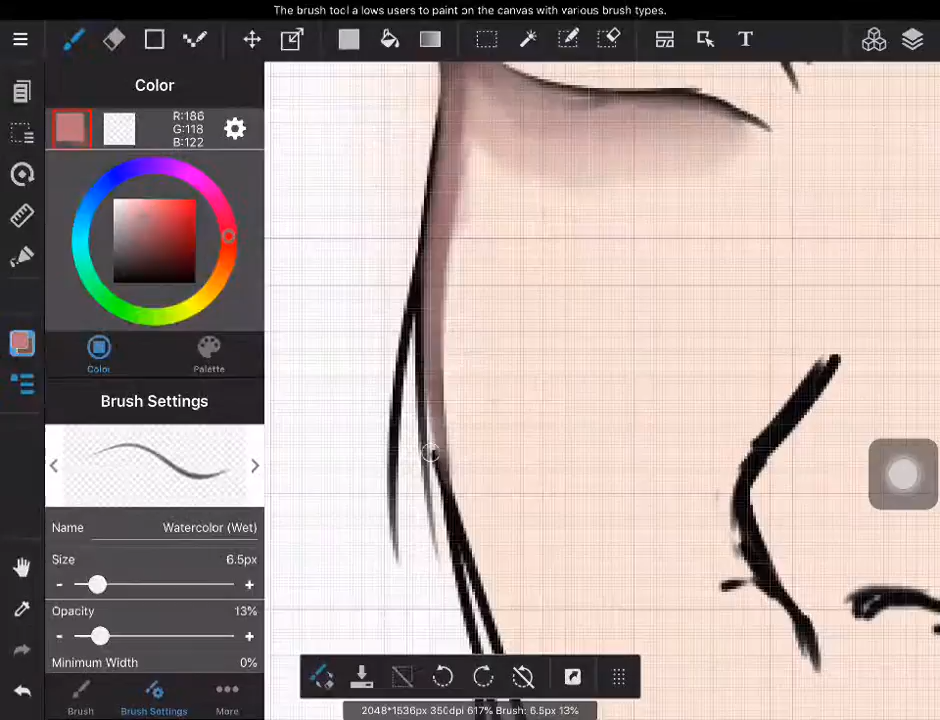 The brush tool a lows users to paint on the canvas with various brush types.
T
Color
R:186
G:118
B:122
Color Palette
Brush Settings
Name Watercolor (Wet)
Size 6.5px
- +
Opacity 13%
- +
Minimum Width 0%
Brush Brush Settings More
2048*1536px 350dpi 617% Brush: 6.5px 13%